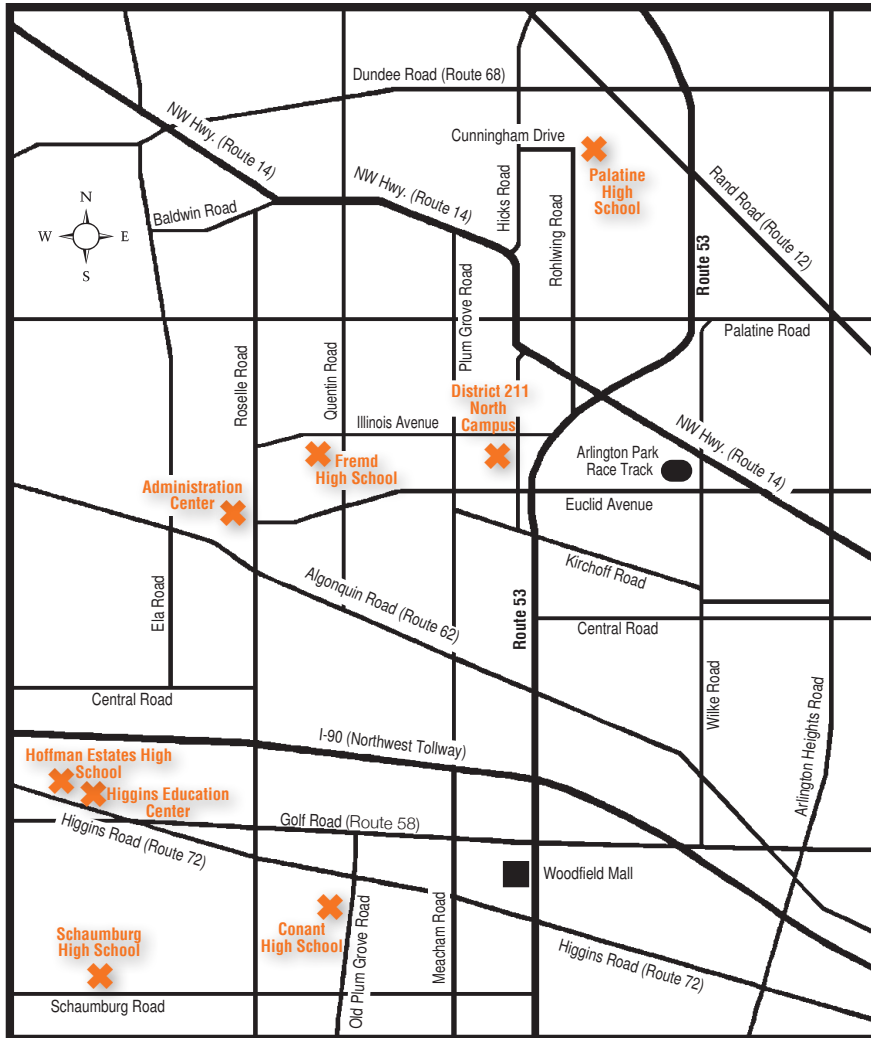 Dundee Road (Route 68)
NW Hwy. (Route 14)
Cunningham Drive
Palatine
High
School
Rand Road (Route 12)
NW Hwy. (Route 14)
Hicks Road
Rohlwing Road
Baldwin Road
N
W
E
S
Route 53
Plum Grove Road
Palatine Road
Roselle Road
Quentin Road
District 211
North
Campus
Illinois Avenue
NW Hwy. (Route 14)
Fremd
High School
Arlington Park
Race Track
Administration
Center
Euclid Avenue
Kirchoff Road
Algonquin Road (Route 62)
Ela Road
Route 53
Central Road
Central Road
Wilke Road
Arlington Heights Road
I-90 (Northwest Tollway)
Hoffman Estates High
School
Higgins Education
Center
Golf Road (Route 58)
Higgins Road (Route 72)
Woodfield Mall
Conant
High School
Old Plum Grove Road
Meacham Road
Schaumburg
High School
Higgins Road (Route 72)
Schaumburg Road